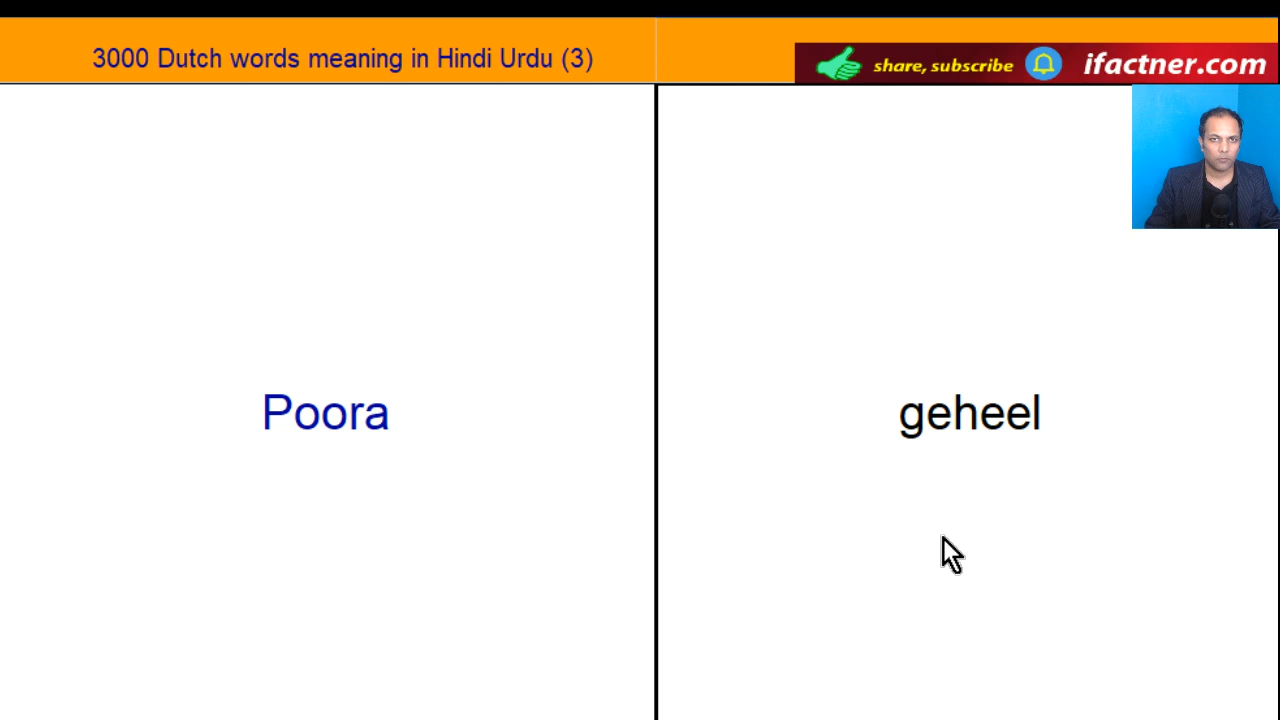 3000 Dutch words meaning in Hindi Urdu (3)
share, subscribe
ifactner.com
Poora
geheel